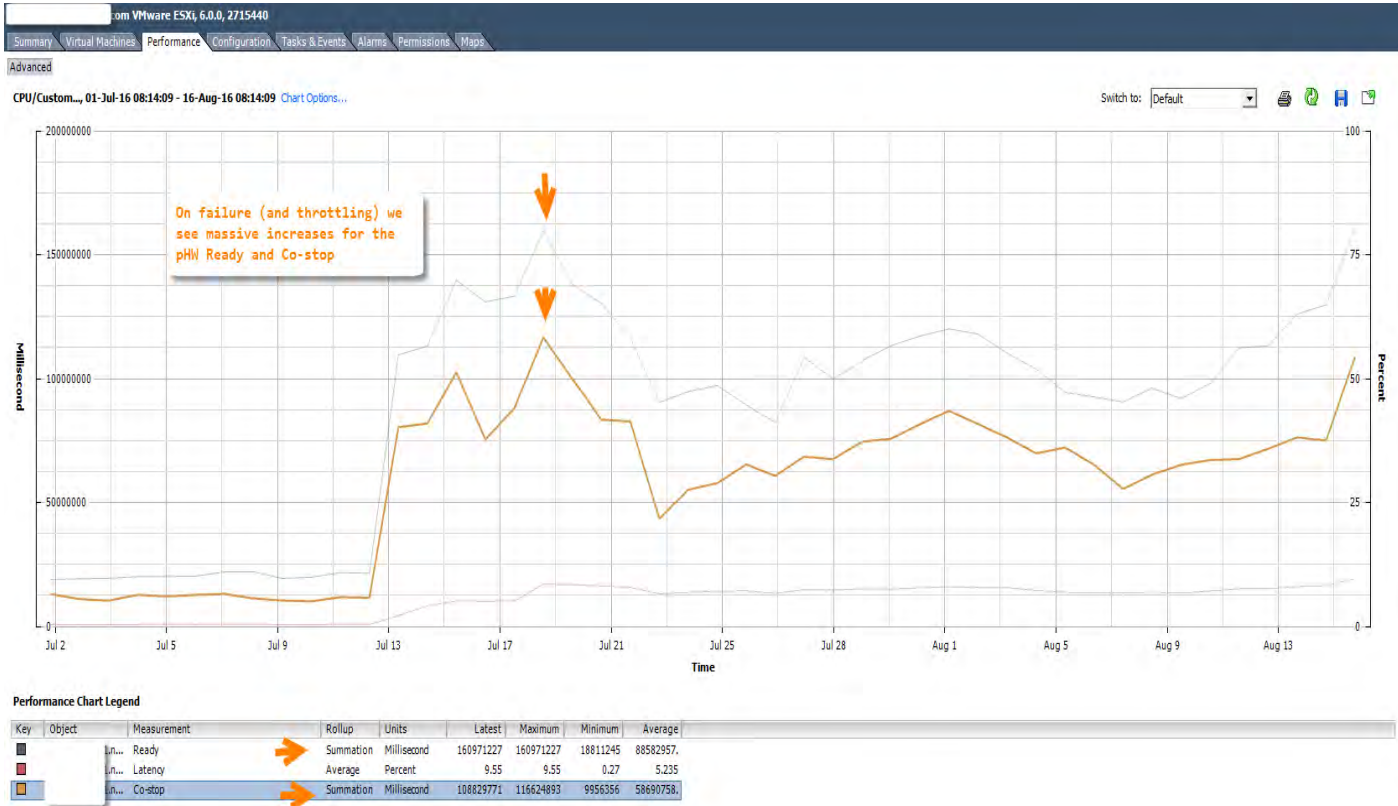 com VMware ESXi, 6.0.0, 2715440
Summary Virtual Machines Performance Configuration Tasks & Events Alarms Permissions Maps
Advanced
CPU/Custom..., 01-Jul-16 08:14:09 - 16-Aug-16 08:14:09 Chart Options...
Switch to: Default
200000000
100
On failure (and throttling) we
see massive increases for the
pHW Ready and Co-stop
150000000
75
Millisecond
Percent
100000000
50
50000000
25
0
0
Jul 2 Jul 5 Jul 9 Jul 13 Jul 17 Jul 21 Jul 25 Jul 28 Aug 1 Aug 5 Aug 9 Aug 13
Time
Performance Chart Legend
Key Object Measurement Rollup Units Latest Maximum Minimum Average
.n... Ready Summation Millisecond 160971227 160971227 18811245 88582957.
.n... Latency Average Percent 9.55 9.55 0.27 5.235
.n... Co-stop Summation Millisecond 108829771 116624893 9956356 58690758.